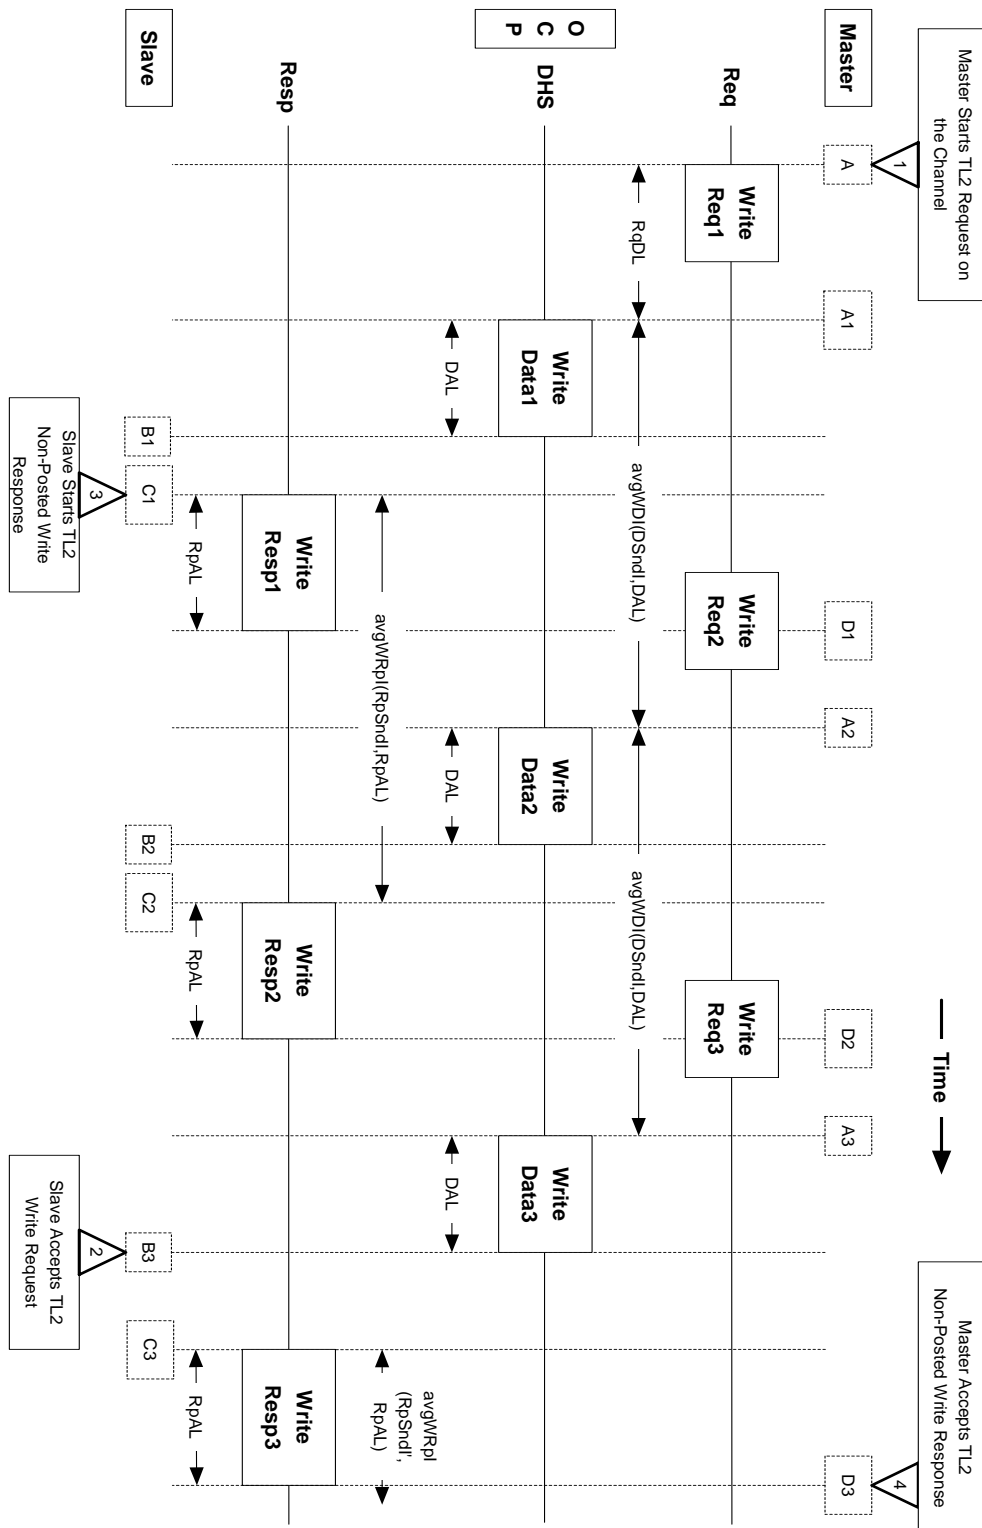 Master Starts TL2 Request on
the Channel
1
Master Accepts TL2
Non-Posted Write Response
4
Time
Master
A
A1
D1
A2
D2
A3
D3
Req
Write
Req1
Write
Req2
Write
Req3
RqDL
avgWDI(DSndI,DAL)
avgWDI(DSndI,DAL)
O
C
P
DHS
Write
Data1
Write
Data2
Write
Data3
DAL
DAL
DAL
avgWRpI(RpSndI,RpAL)
avgWRpI
(RpSndI',
RpAL)
Resp
Write
Resp1
Write
Resp2
Write
Resp3
RpAL
RpAL
RpAL
Slave
B1
C1
B2
C2
B3
C3
3
Slave Starts TL2
Non-Posted Write
Response
2
Slave Accepts TL2
Write Request